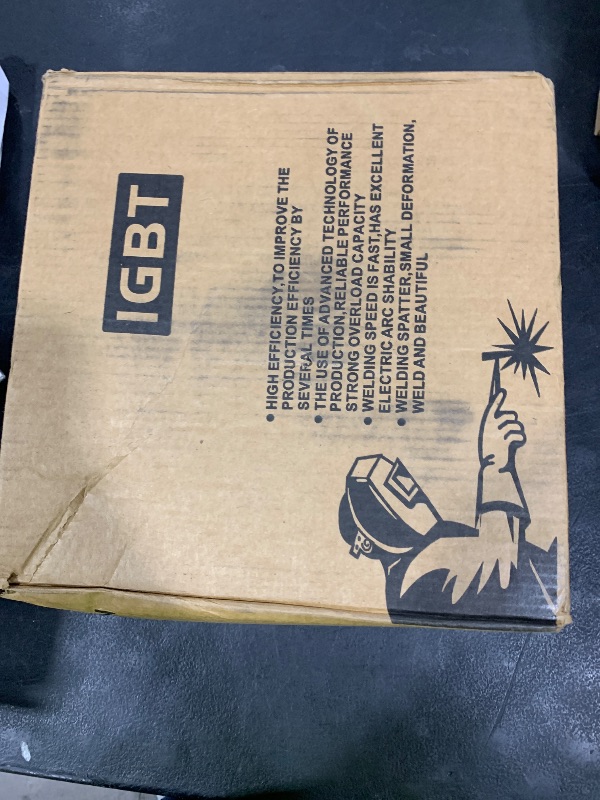 IGBT
● HIGH EFFICIENCY, TO IMPROVE THE
PRODUCTION EFFICIENCY BY
SEVERAL TIMES
● THE USE OF ADVANCED TECHNOLOGY OF
PRODUCTION,RELIABLE PERFORMANCE
STRONG OVERLOAD CAPACITY
● WELDING SPEED IS FAST,HAS EXCELLENT
ELECTRIC ARC SHABILITY
● WELDING SPATTER,SMALL DEFORMATION,
WELD AND BEAUTIFUL